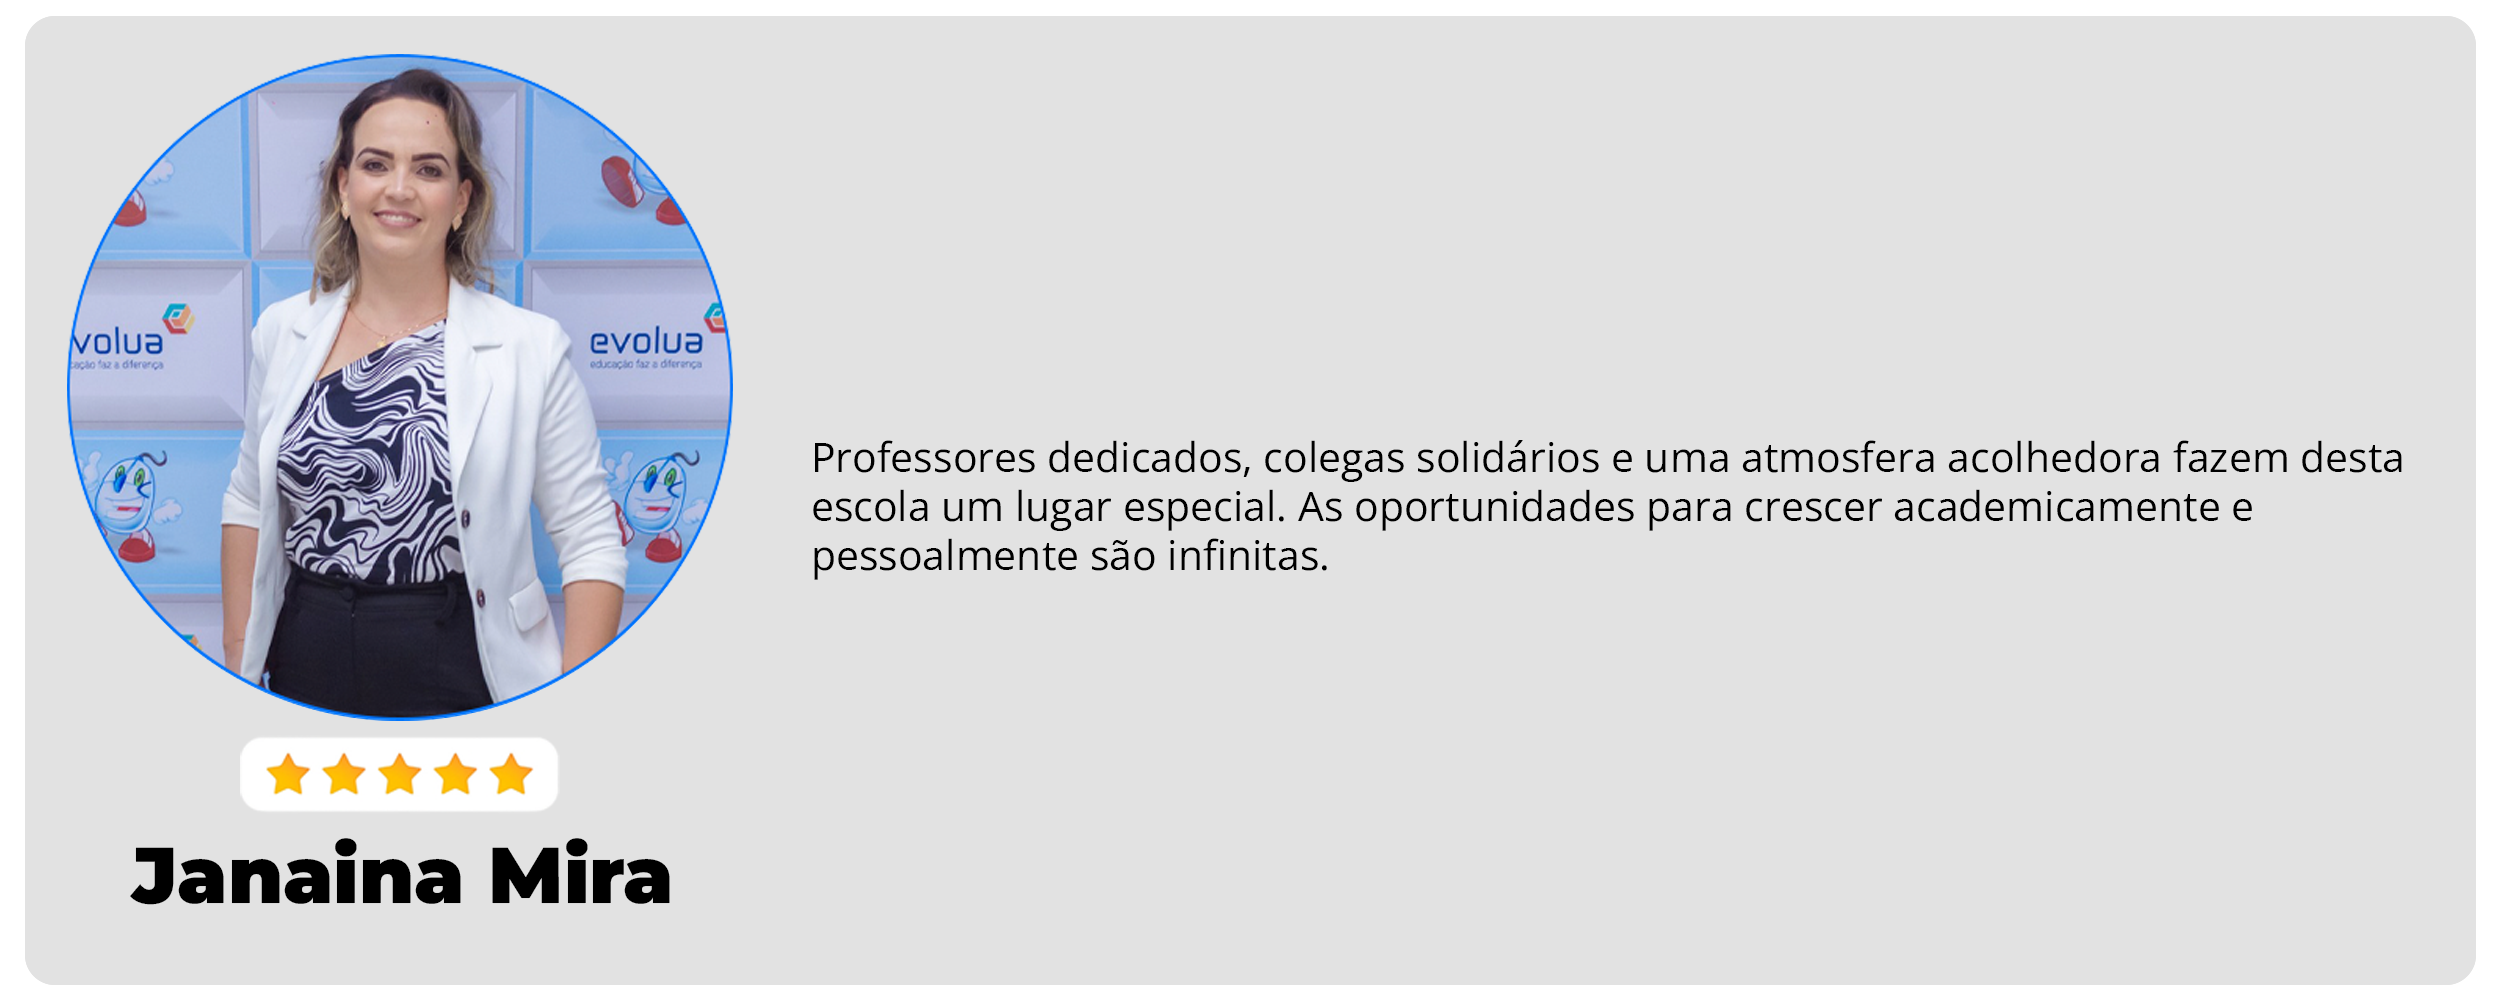 volua
cação faz a diferença
evolua
educação faz a diferença
Professores dedicados, colegas solidários e uma atmosfera acolhedora fazem desta
escola um lugar especial. As oportunidades para crescer academicamente e
pessoalmente são infinitas.
Janaina Mira